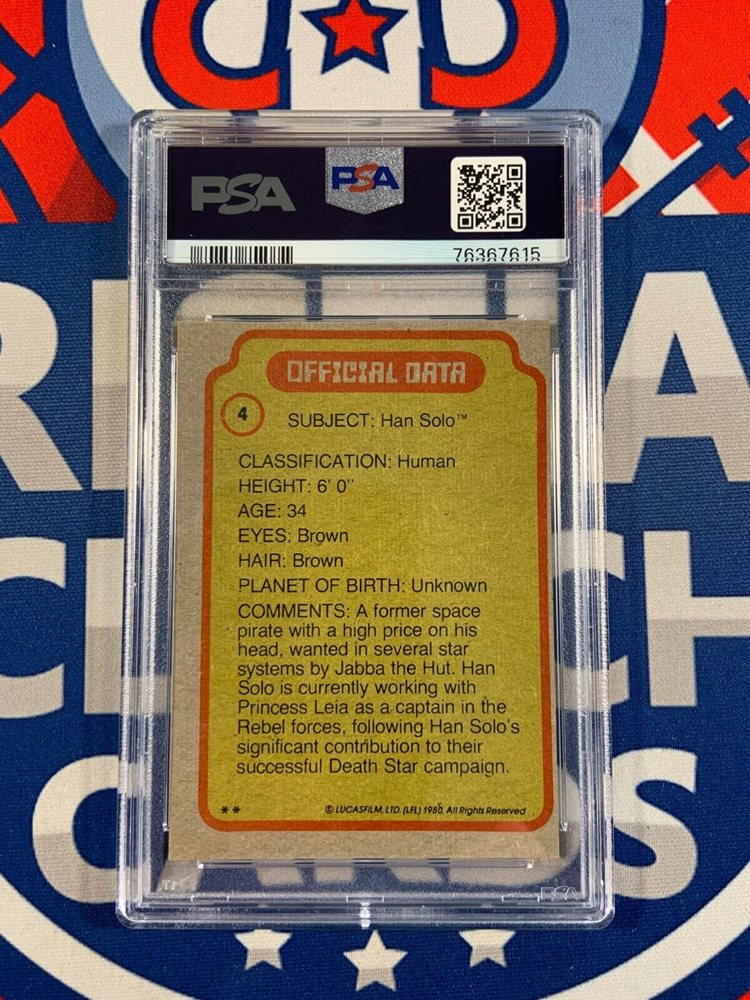 PSA PSA
76367615
OFFICIAL DATA
4
SUBJECT: Han Solo™
CLASSIFICATION: Human
HEIGHT: 6' 0"
AGE: 34
EYES: Brown
HAIR: Brown
PLANET OF BIRTH: Unknown
COMMENTS: A former space
pirate with a high price on his
head, wanted in several star
systems by Jabba the Hut. Han
Solo is currently working with
Princess Leia as a captain in the
Rebel forces, following Han Solo's
significant contribution to their
successful Death Star campaign.
** © LUCASFILM, LTD. (LFL) 1980. All Rights Reserved
PSA
CARDS